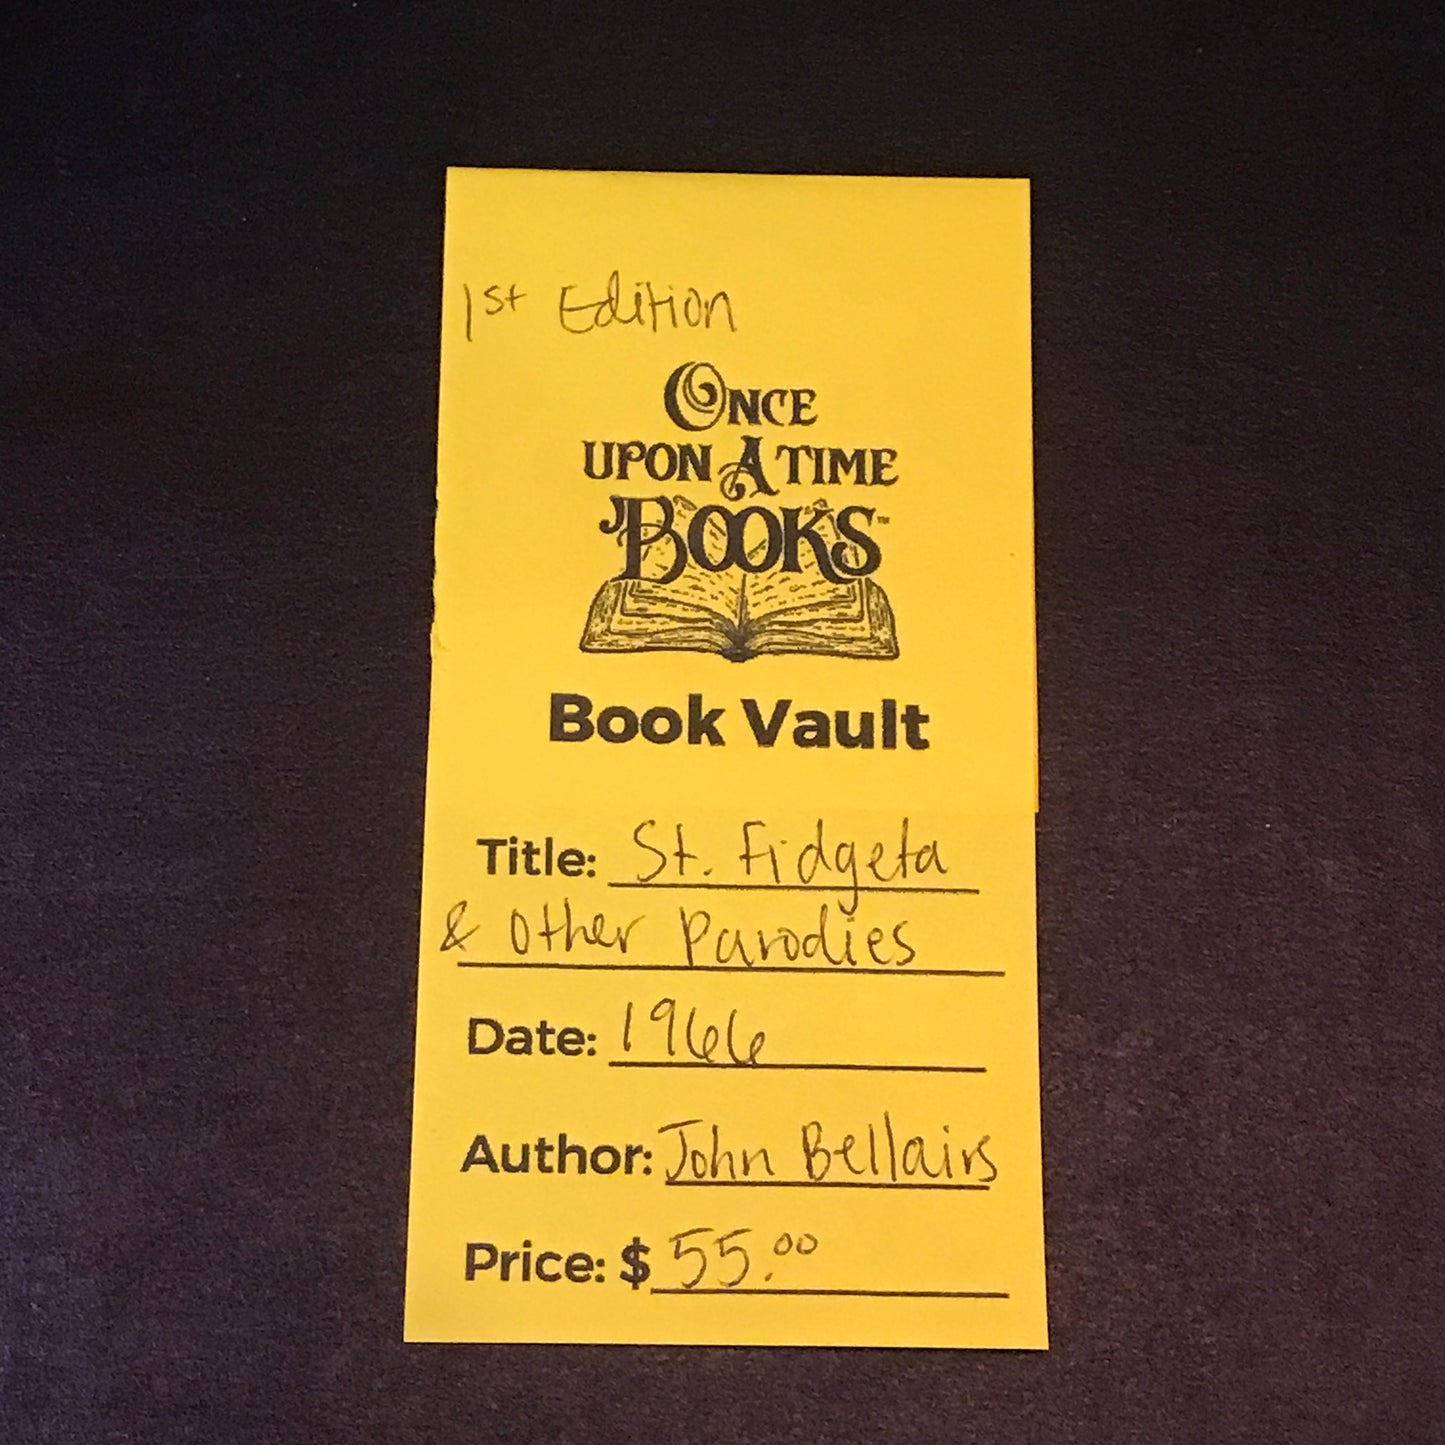 1st Edition
ONCE
UPON A TIME
BOOKS™
Book Vault
Title: St. Fidgeta
& Other Parodies
Date: 1966
Author: John Bellairs
Price: $ 55.00